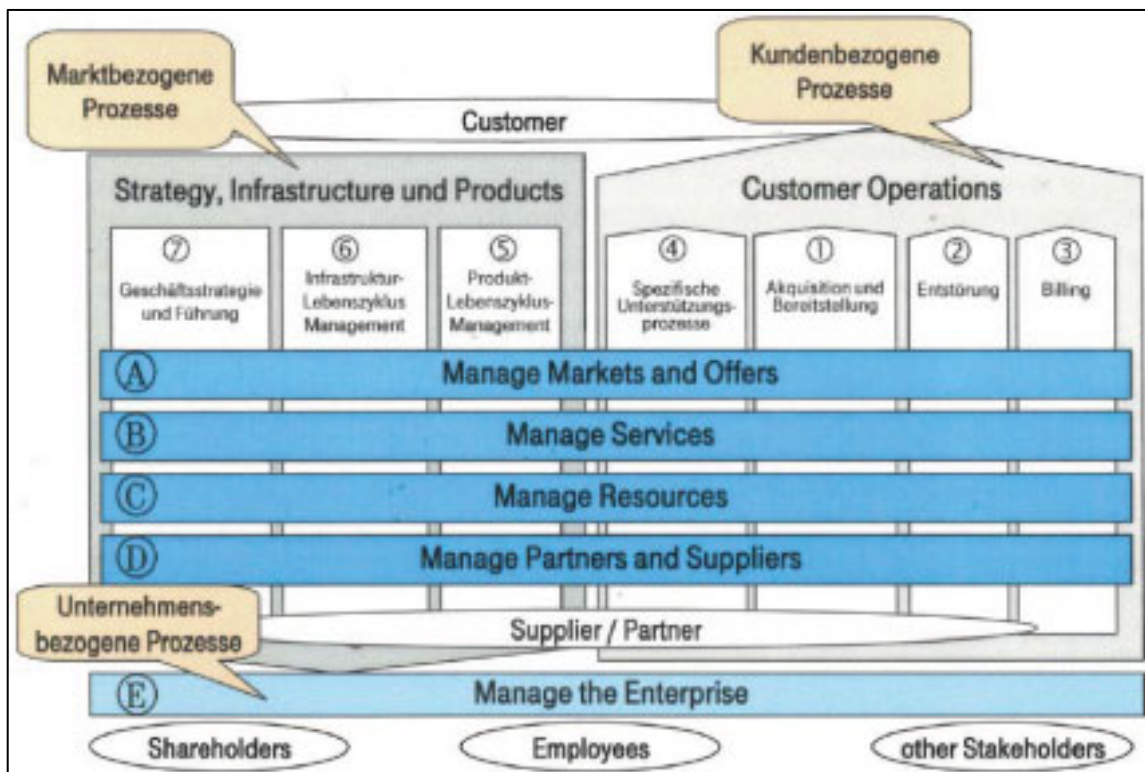 Marktbezogene
Prozesse
Kundenbezogene
Prozesse
Customer
Strategy, Infrastructure und Products
Customer Operations
⑦
Geschäftsstrategie
und Führung
⑥
Infrastruktur-
Lebenszyklus
Management
⑤
Produkt-
Lebenszyklus-
Management
④
Spezifische
Unterstützungs-
prozesse
①
Akquisition und
Bereitstellung
②
Entstörung
③
Billing
Ⓐ Manage Markets and Offers
Ⓑ Manage Services
Ⓒ Manage Resources
Ⓓ Manage Partners and Suppliers
Unternehmens-
bezogene Prozesse
Supplier / Partner
Ⓔ Manage the Enterprise
Shareholders
Employees
other Stakeholders